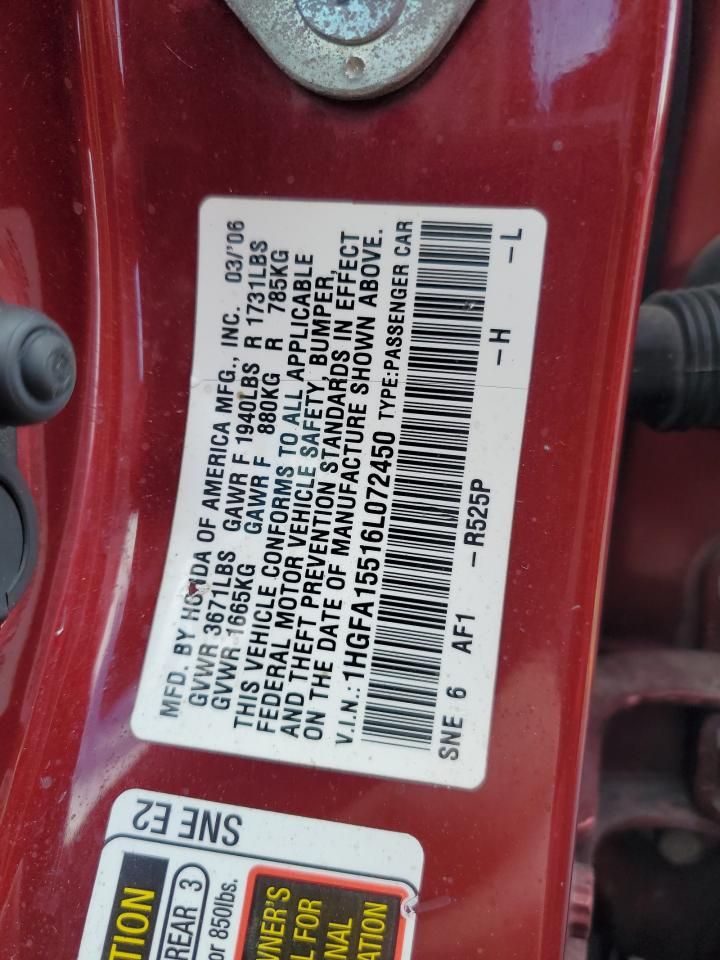 MFD. BY HONDA OF AMERICA MFG., INC. 03/'06
GVWR 3671LBS GAWR F 1940LBS R 1731LBS
GVWR 1665KG GAWR F 880KG R 785KG
THIS VEHICLE CONFORMS TO ALL APPLICABLE
FEDERAL MOTOR VEHICLE SAFETY, BUMPER,
AND THEFT PREVENTION STANDARDS IN EFFECT
ON THE DATE OF MANUFACTURE SHOWN ABOVE.
V.I.N.: 1HGFA15516L072450 TYPE:PASSENGER CAR
SNE 6 AF1 -R525P -H -L
SNE E2
TION
REAR 3
or 850lbs.
NER'S
L FOR
NAL
ATION